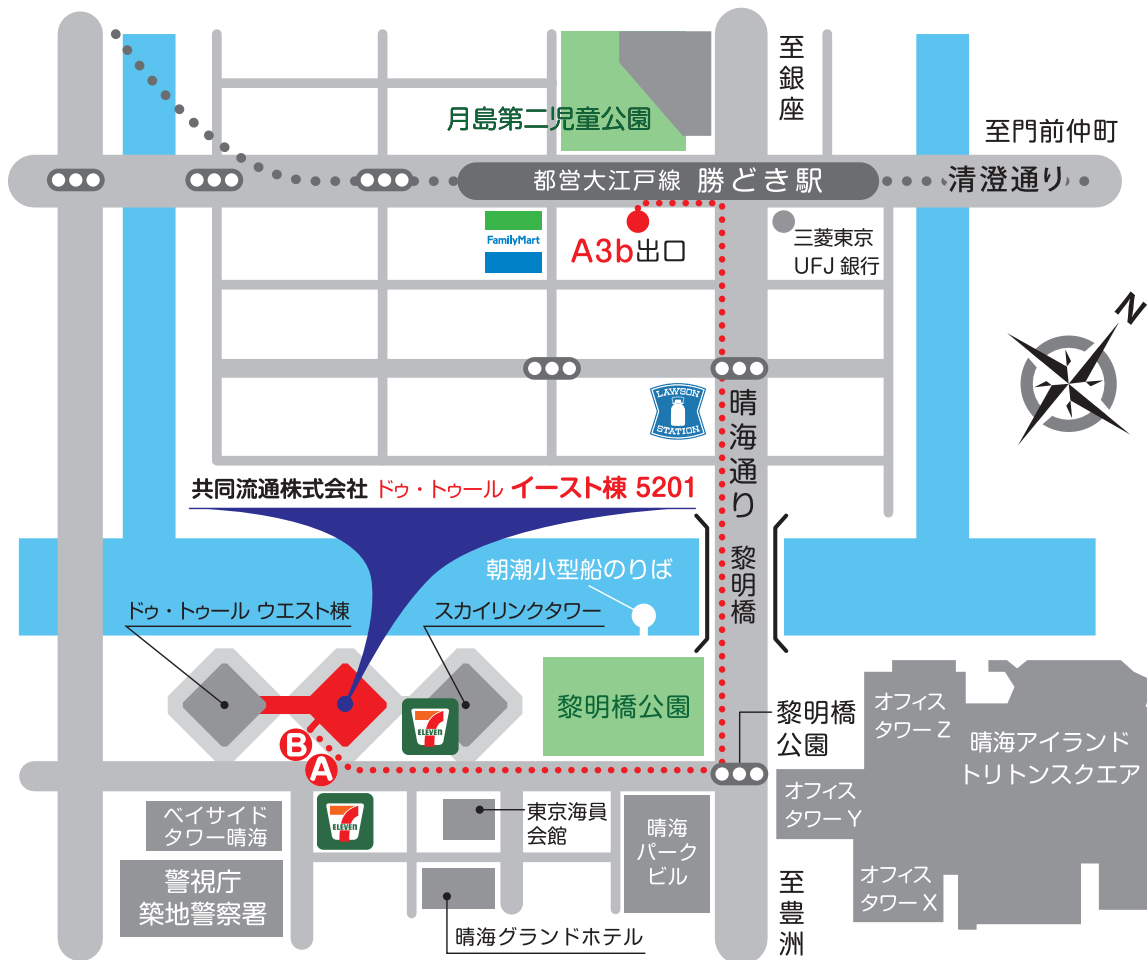 至銀座
月島第二児童公園
至門前仲町
都営大江戸線 勝どき駅
清澄通り
FamilyMart
A3b出口
三菱東京
UFJ 銀行
N
LAWSON
STATION
晴海通り
共同流通株式会社 ドゥ・トゥール イースト棟 5201
黎明橋
朝潮小型船のりば
ドゥ・トゥール ウエスト棟
スカイリンクタワー
黎明橋公園
7
ELEVEN
B
A
黎明橋
公園
オフィス
タワー Z
晴海アイランド
トリトンスクエア
オフィス
タワー Y
オフィス
タワー X
ベイサイド
タワー晴海
7
ELEVEN
東京海員
会館
晴海
パーク
ビル
警視庁
築地警察署
晴海グランドホテル
至豊洲